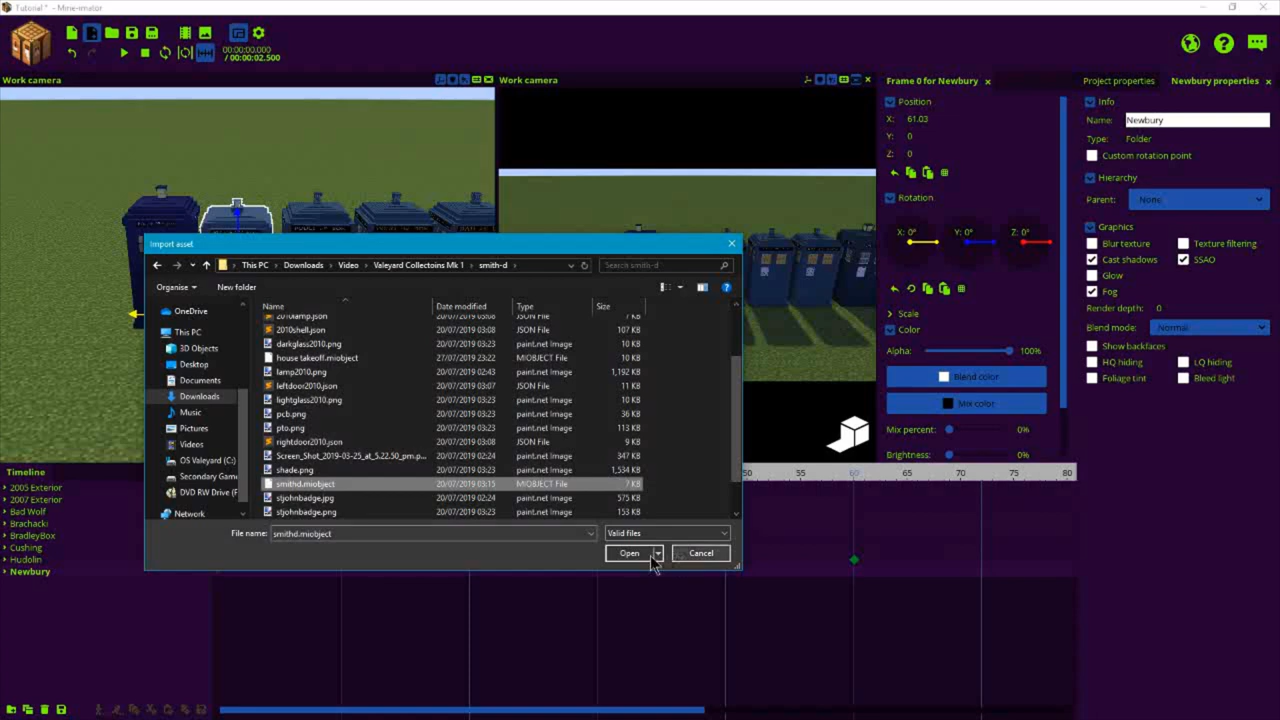 Tutorial * - Mine-imator
00:00:00.000
/ 00:00:02.500
Work camera
Work camera
Frame 0 for Newbury
Project properties
Newbury properties
Position
X: 61.03
Y: 0
Z: 0
Rotation
X: 0°
Y: 0°
Z: 0°
Scale
Color
Alpha:
100%
Blend color
Mix color
Mix percent:
0%
Brightness:
0%
Info
Name: Newbury
Type: Folder
Custom rotation point
Hierarchy
Parent: None
Graphics
Blur texture
Texture filtering
Cast shadows
SSAO
Glow
Fog
Render depth: 0
Blend mode: Normal
Show backfaces
HQ hiding
LQ hiding
Foliage tint
Bleed light
Import asset
This PC > Downloads > Video > Valeyard Collectoins Mk 1 > smith-d >
Search smith-d
Organise
New folder
OneDrive
This PC
3D Objects
Desktop
Documents
Downloads
Music
Pictures
Videos
OS Valeyard (C:)
Secondary Game
DVD RW Drive (F
Network
Name Date modified Type Size
2010lamp.json 20/07/2019 03:08 JSON File 7 KB
2010shell.json 20/07/2019 03:08 JSON File 107 KB
darkglass2010.png 20/07/2019 03:23 paint.net Image 10 KB
house takeoff.miobject 27/07/2019 23:22 MIOBJECT File 10 KB
lamp2010.png 20/07/2019 02:43 paint.net Image 1,192 KB
leftdoor2010.json 20/07/2019 03:07 JSON File 11 KB
lightglass2010.png 20/07/2019 03:23 paint.net Image 10 KB
pcb.png 20/07/2019 03:23 paint.net Image 36 KB
pto.png 20/07/2019 03:23 paint.net Image 113 KB
rightdoor2010.json 20/07/2019 03:08 JSON File 9 KB
Screen_Shot_2019-03-25_at_5.22.50_pm.p... 20/07/2019 02:24 paint.net Image 347 KB
shade.png 20/07/2019 03:23 paint.net Image 1,534 KB
smithd.miobject 20/07/2019 03:15 MIOBJECT File 7 KB
stjohnbadge.jpg 20/07/2019 02:24 paint.net Image 575 KB
stjohnbadge.png 20/07/2019 03:23 paint.net Image 153 KB
File name: smithd.miobject
Valid files
Open
Cancel
Timeline
50 55 60 65 70 75 80
2005 Exterior
2007 Exterior
Bad Wolf
Brachacki
BradleyBox
Cushing
Hudolin
Newbury